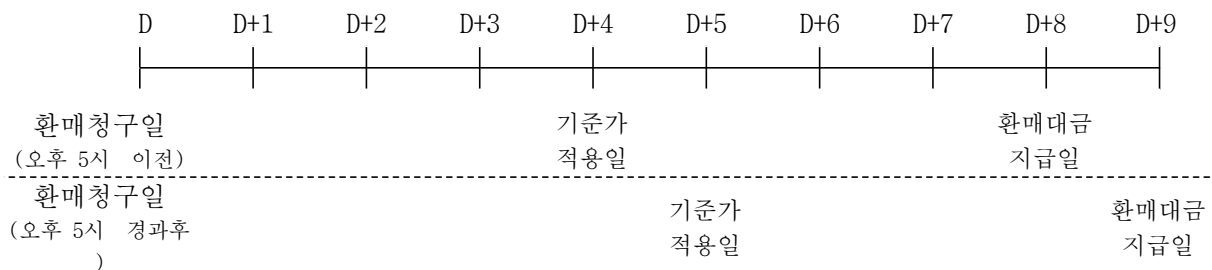 D D+1 D+2 D+3 D+4 D+5 D+6 D+7 D+8 D+9
환매청구일
(오후 5시 이전)
기준가
적용일
환매대금
지급일
환매청구일
(오후 5시 경과후
)
기준가
적용일
환매대금
지급일